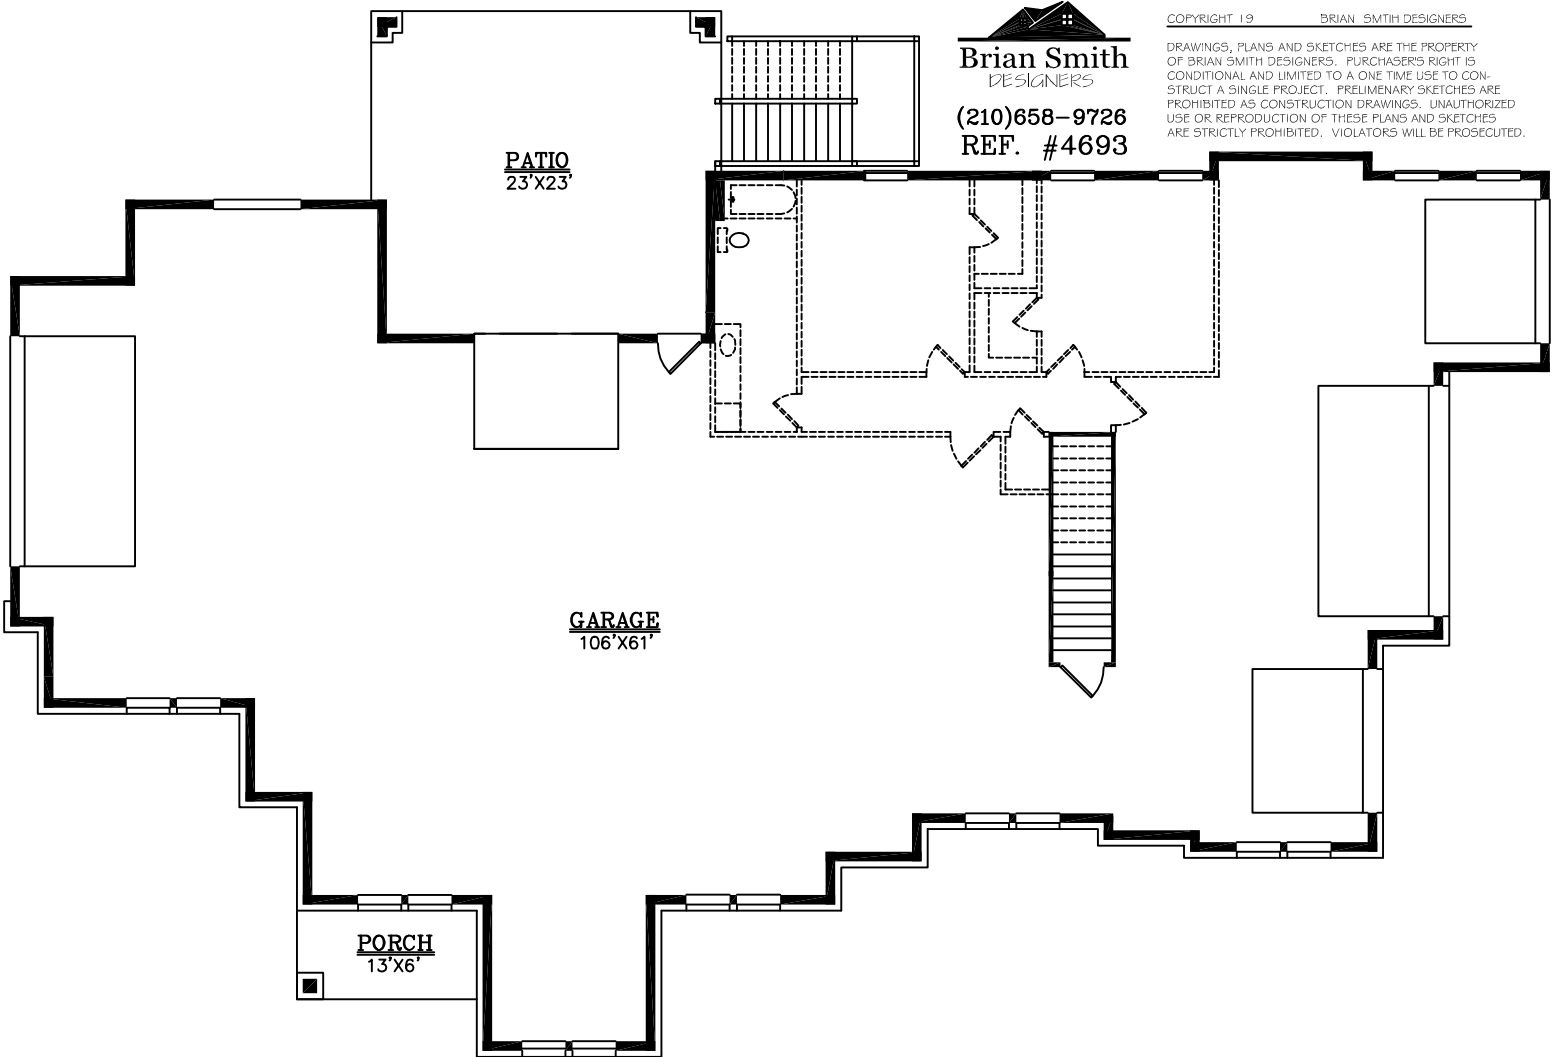 Brian Smith
DESIGNERS
(210)658-9726
REF. #4693
COPYRIGHT 19 BRIAN SMTIH DESIGNERS
DRAWINGS, PLANS AND SKETCHES ARE THE PROPERTY
OF BRIAN SMITH DESIGNERS. PURCHASER'S RIGHT IS
CONDITIONAL AND LIMITED TO A ONE TIME USE TO CON-
STRUCT A SINGLE PROJECT. PRELIMENARY SKETCHES ARE
PROHIBITED AS CONSTRUCTION DRAWINGS. UNAUTHORIZED
USE OR REPRODUCTION OF THESE PLANS AND SKETCHES
ARE STRICTLY PROHIBITED. VIOLATORS WILL BE PROSECUTED.
PATIO
23'X23'
GARAGE
106'X61'
PORCH
13'X6'